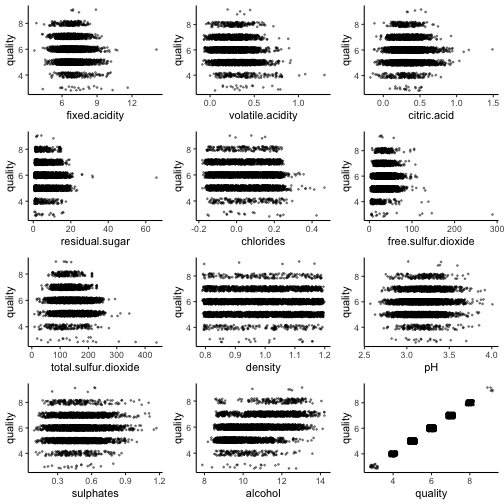 quality
8
6
4
6 9 12
fixed.acidity
quality
8
6
4
0.0 0.5 1.0
volatile.acidity
quality
8
6
4
0.0 0.5 1.0 1.5
citric.acid
quality
8
6
4
0 20 40 60
residual.sugar
quality
8
6
4
-0.2 0.0 0.2 0.4
chlorides
quality
8
6
4
0 100 200 300
free.sulfur.dioxide
quality
8
6
4
0 100 200 300 400
total.sulfur.dioxide
quality
8
6
4
0.8 0.9 1.0 1.1 1.2
density
quality
8
6
4
2.5 3.0 3.5 4.0
pH
quality
8
6
4
0.3 0.6 0.9 1.2
sulphates
quality
8
6
4
8 10 12 14
alcohol
quality
8
6
4
4 6 8
quality